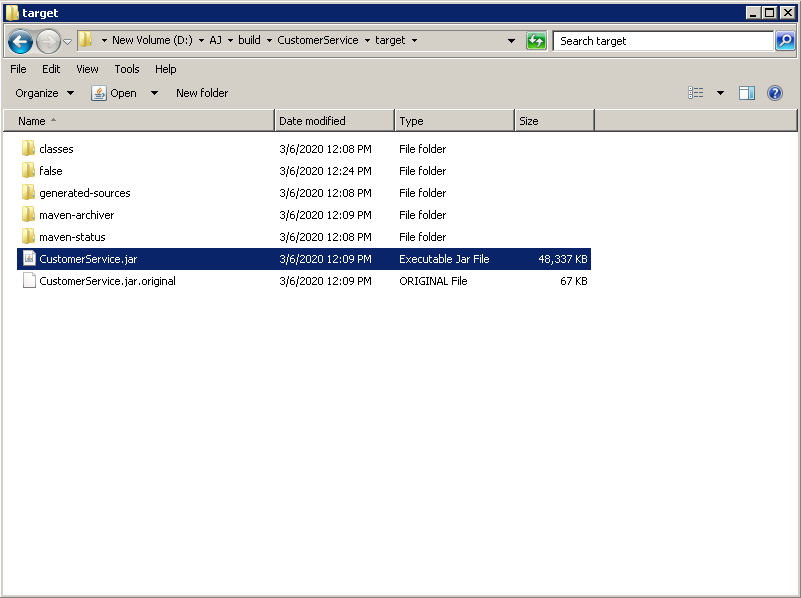 target
New Volume (D:) AJ build CustomerService target Search target
File Edit View Tools Help
Organize Open New folder
Name Date modified Type Size
classes 3/6/2020 12:08 PM File folder
false 3/6/2020 12:24 PM File folder
generated-sources 3/6/2020 12:08 PM File folder
maven-archiver 3/6/2020 12:09 PM File folder
maven-status 3/6/2020 12:08 PM File folder
CustomerService.jar 3/6/2020 12:09 PM Executable Jar File 48,337 KB
CustomerService.jar.original 3/6/2020 12:09 PM ORIGINAL File 67 KB